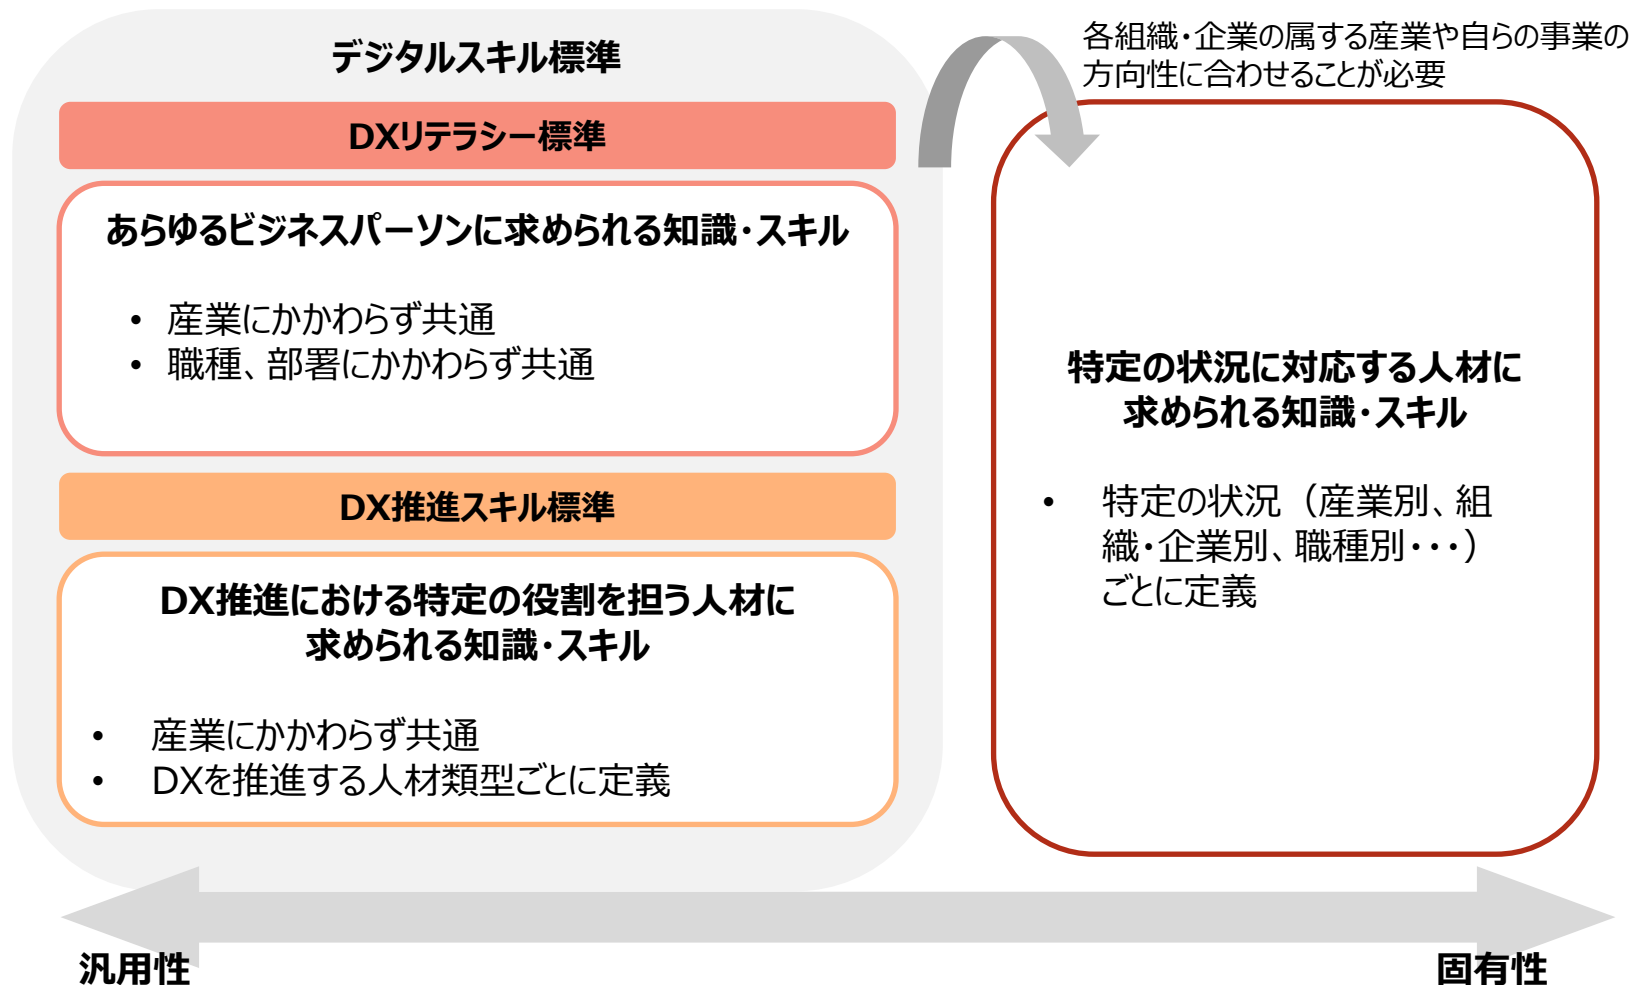 デジタルスキル標準
DXリテラシー標準
あらゆるビジネスパーソンに求められる知識・スキル
• 産業にかかわらず共通
• 職種、部署にかかわらず共通
DX推進スキル標準
DX推進における特定の役割を担う人材に
求められる知識・スキル
• 産業にかかわらず共通
• DXを推進する人材類型ごとに定義
各組織・企業の属する産業や自らの事業の
方向性に合わせることが必要
特定の状況に対応する人材に
求められる知識・スキル
• 特定の状況（産業別、組
織・企業別、職種別・・・）
ごとに定義
汎用性
固有性